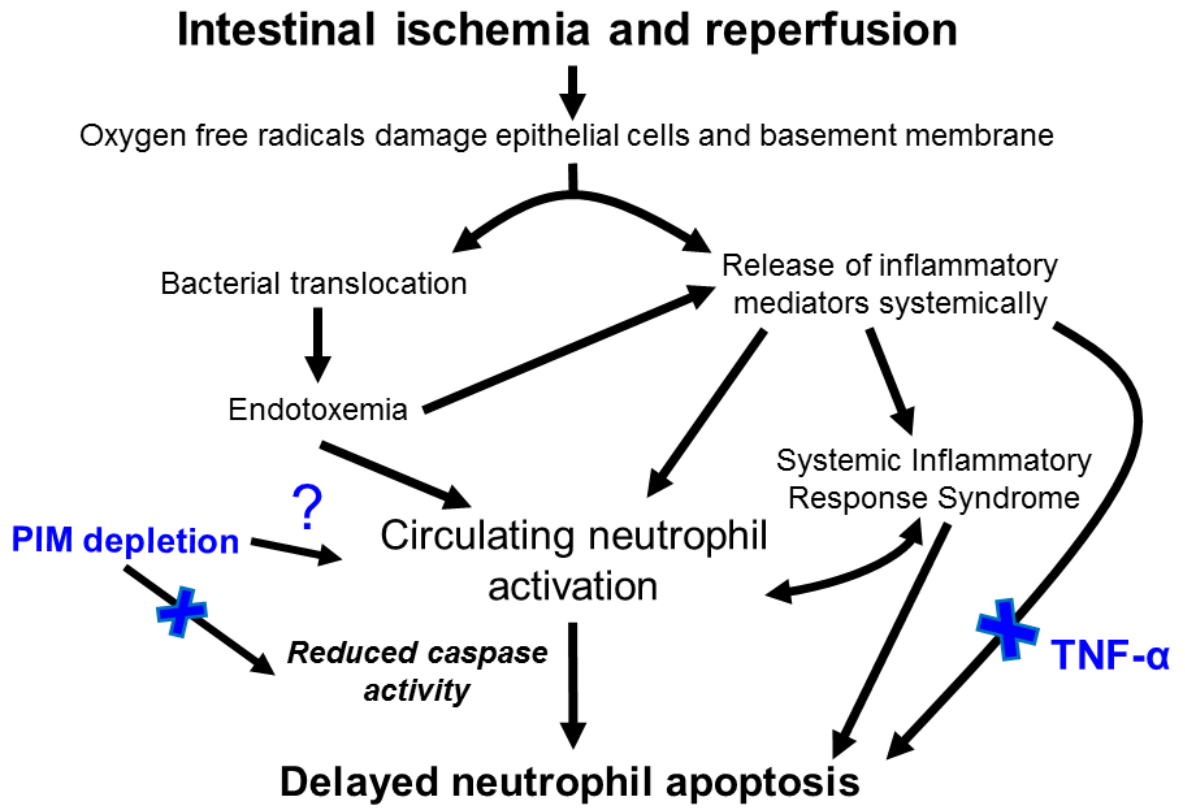 Intestinal ischemia and reperfusion
Oxygen free radicals damage epithelial cells and basement membrane
Bacterial translocation
Release of inflammatory
mediators systemically
Endotoxemia
Systemic Inflammatory
Response Syndrome
?
PIM depletion
Circulating neutrophil
activation
Reduced caspase
activity
TNF-α
Delayed neutrophil apoptosis